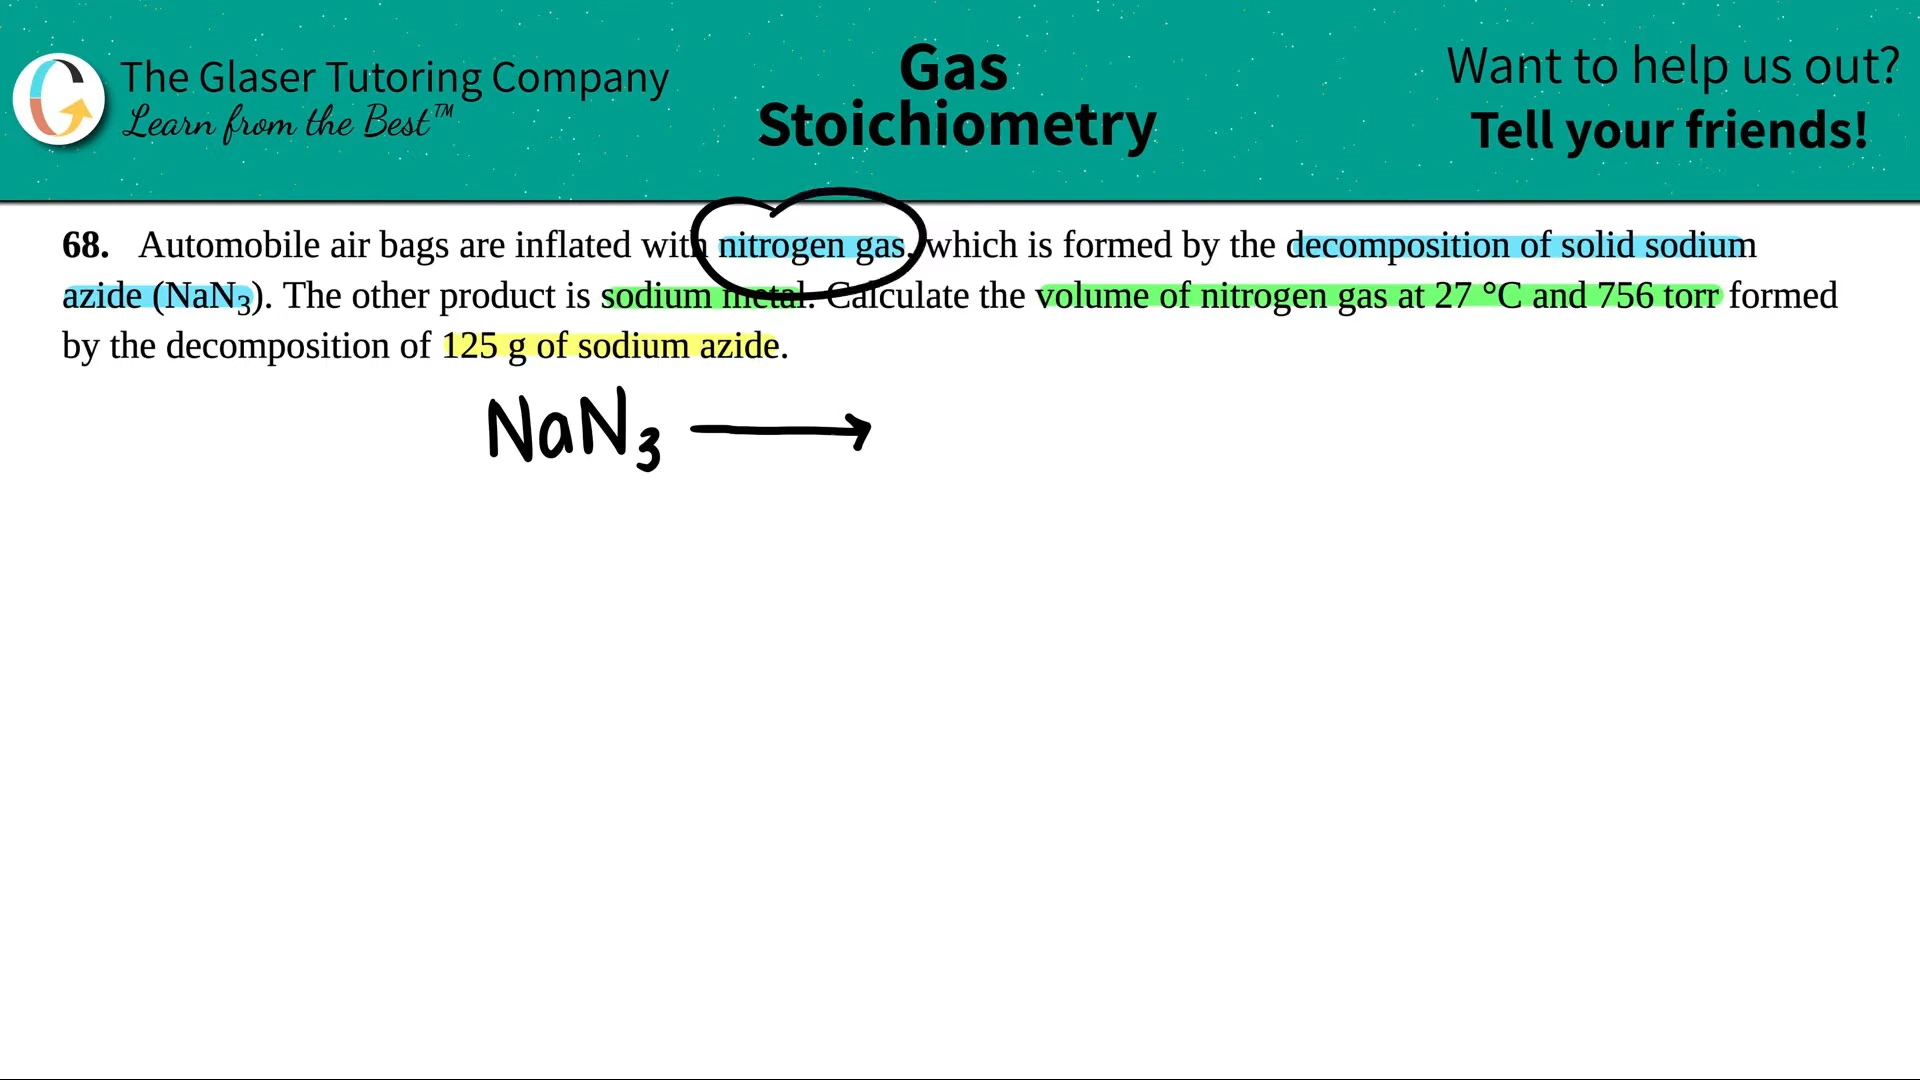 The Glaser Tutoring Company
Learn from the Best™
Gas
Stoichiometry
Want to help us out?
Tell your friends!
68. Automobile air bags are inflated with nitrogen gas, which is formed by the decomposition of solid sodium
azide (NaN₃). The other product is sodium metal. Calculate the volume of nitrogen gas at 27 °C and 756 torr formed
by the decomposition of 125 g of sodium azide.
NaN₃ →